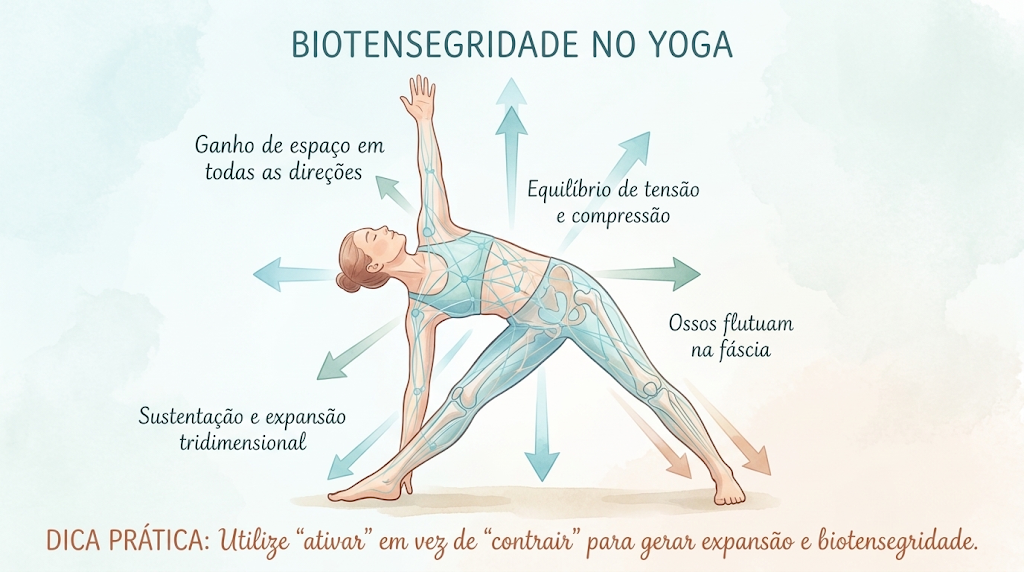 BIOTENSEGRIDADE NO YOGA
Ganho de espaço em
todas as direções
Equilíbrio de tensão
e compressão
Ossos flutuam
na fáscia
Sustentação e expansão
tridimensional
DICA PRÁTICA: Utilize “ativar” em vez de “contrair” para gerar expansão e biotensegridade.